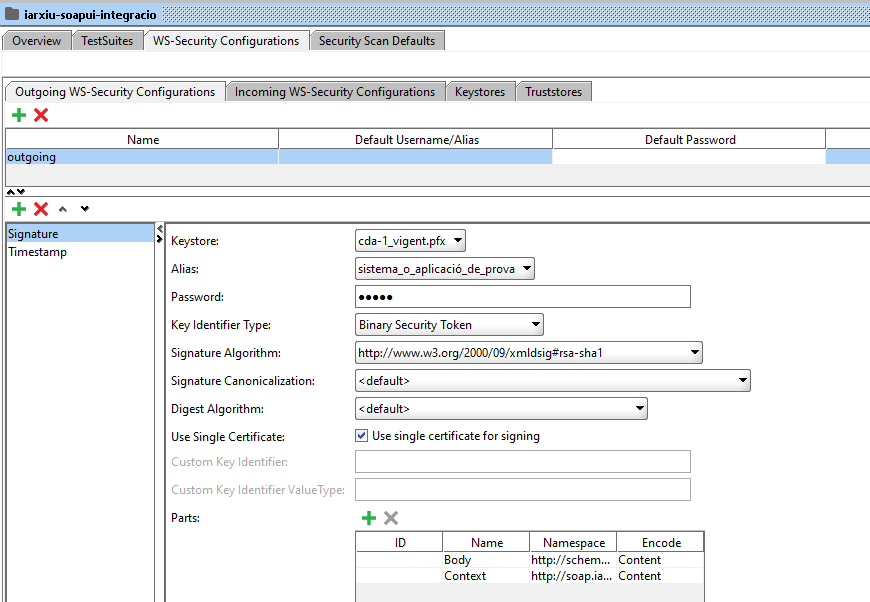 iarxiu-soapui-integracio
Overview TestSuites WS-Security Configurations Security Scan Defaults
Outgoing WS-Security Configurations Incoming WS-Security Configurations Keystores Truststores
Name Default Username/Alias Default Password
outgoing
Signature
Timestamp
Keystore: cda-1_vigent.pfx
Alias: sistema_o_aplicació_de_prova
Password: ●●●●●
Key Identifier Type: Binary Security Token
Signature Algorithm: http://www.w3.org/2000/09/xmldsig#rsa-sha1
Signature Canonicalization: <default>
Digest Algorithm: <default>
Use Single Certificate: Use single certificate for signing
Custom Key Identifier:
Custom Key Identifier ValueType:
Parts:
ID Name Namespace Encode
Body http://schem... Content
Context http://soap.ia... Content